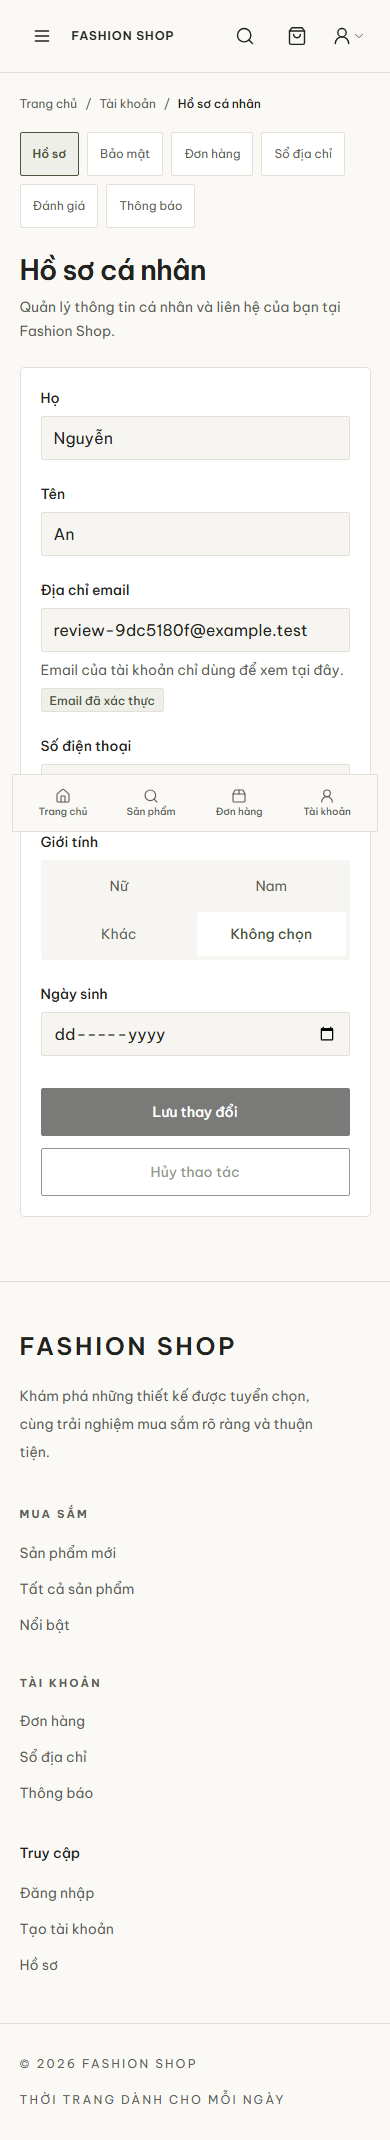 FASHION SHOP
Trang chủ / Tài khoản / Hồ sơ cá nhân
Hồ sơ Bảo mật Đơn hàng Sổ địa chỉ
Đánh giá Thông báo
Hồ sơ cá nhân
Quản lý thông tin cá nhân và liên hệ của bạn tại
Fashion Shop.
Họ
Nguyễn
Tên
An
Địa chỉ email
review-9dc5180f@example.test
Email của tài khoản chỉ dùng để xem tại đây.
Email đã xác thực
Số điện thoại
Trang chủ Sản phẩm Đơn hàng Tài khoản
Giới tính
Nữ Nam
Khác Không chọn
Ngày sinh
dd-----yyyy
Lưu thay đổi
Hủy thao tác
FASHION SHOP
Khám phá những thiết kế được tuyển chọn,
cùng trải nghiệm mua sắm rõ ràng và thuận
tiện.
MUA SẮM
Sản phẩm mới
Tất cả sản phẩm
Nổi bật
TÀI KHOẢN
Đơn hàng
Sổ địa chỉ
Thông báo
Truy cập
Đăng nhập
Tạo tài khoản
Hồ sơ
© 2026 FASHION SHOP
THỜI TRANG DÀNH CHO MỖI NGÀY